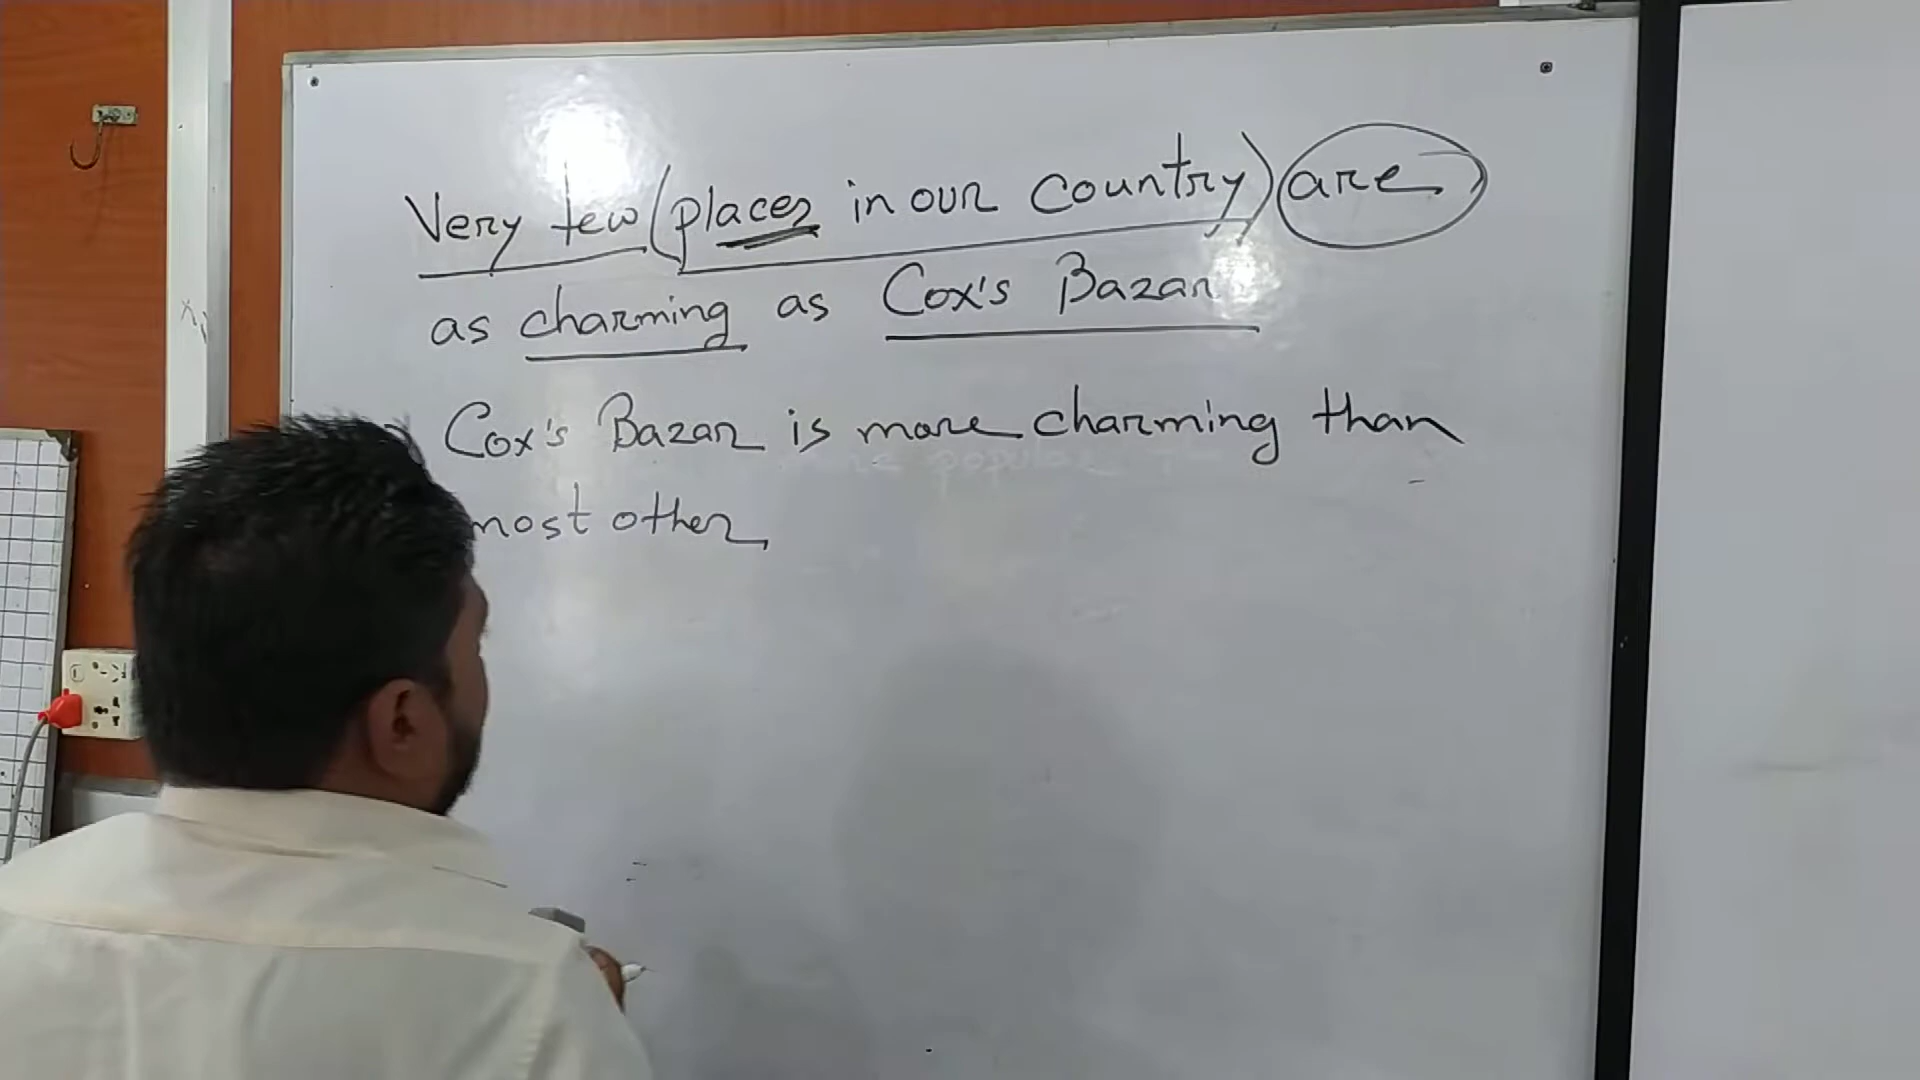 Very few (places in our country) are
as charming as Cox's Bazar
Cox's Bazar is more charming than
most other